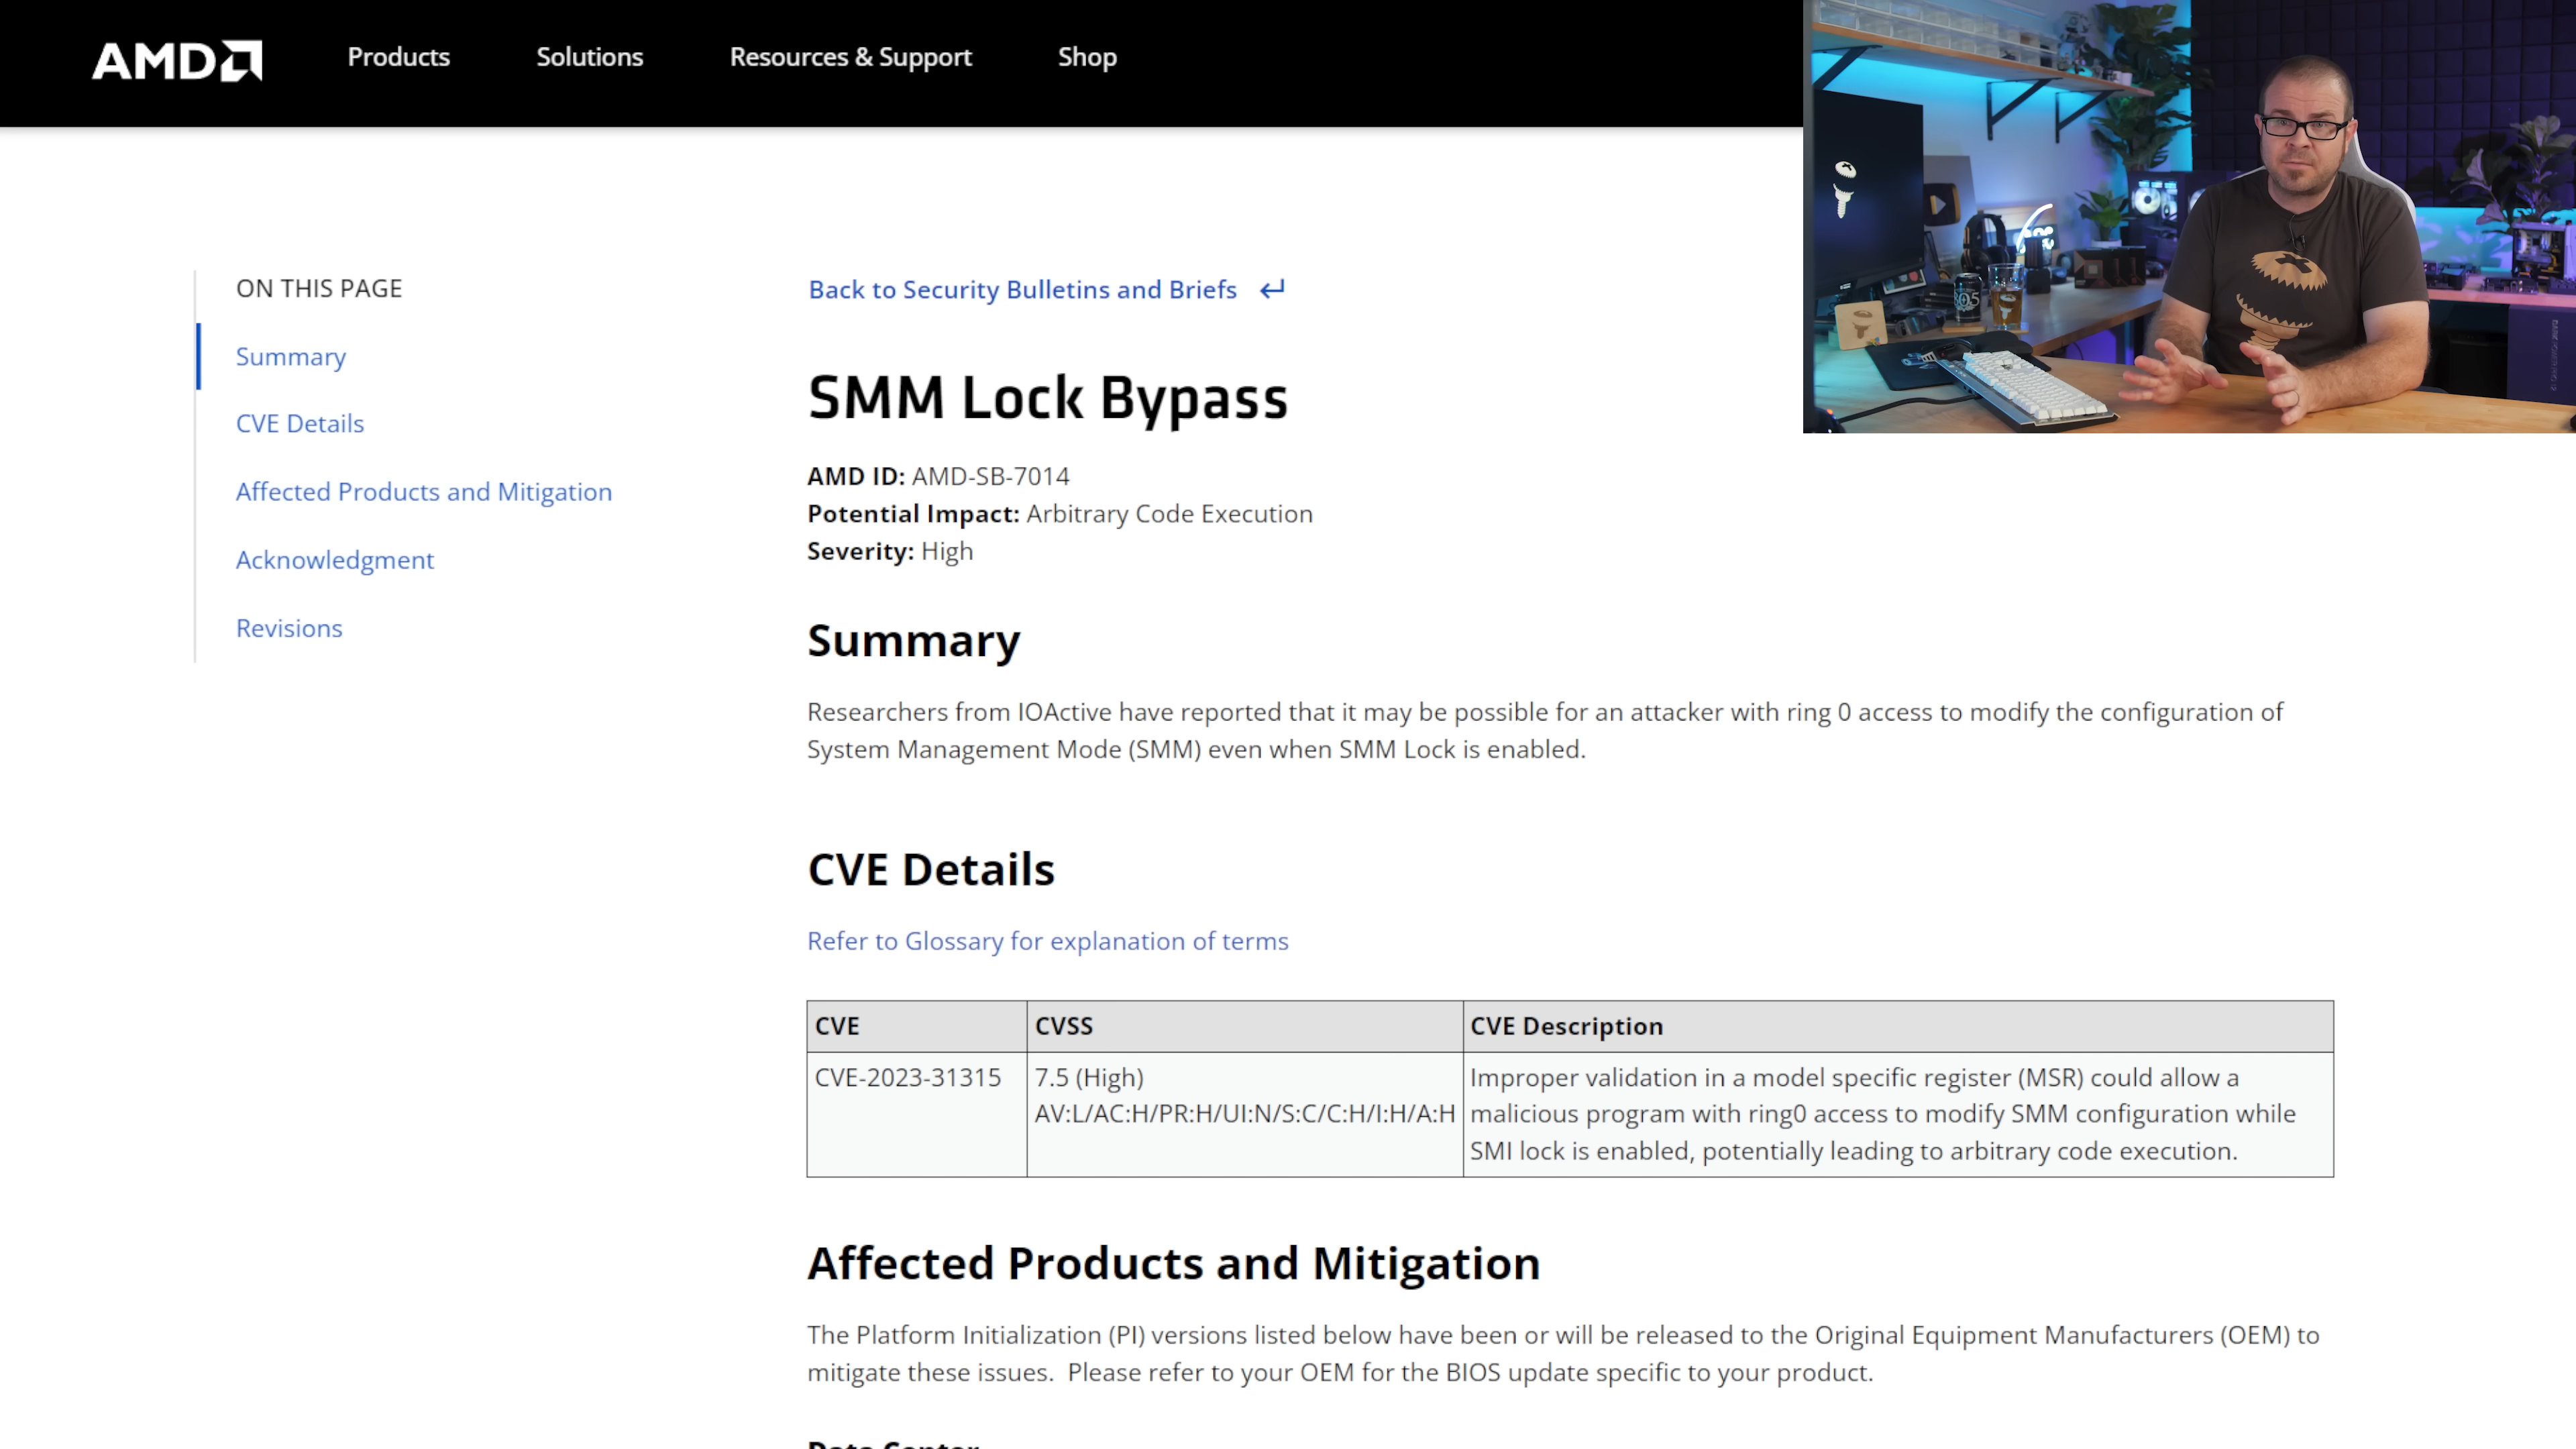 AMD
Products
Solutions
Resources & Support
Shop
ON THIS PAGE
Summary
CVE Details
Affected Products and Mitigation
Acknowledgment
Revisions
Back to Security Bulletins and Briefs
SMM Lock Bypass
AMD ID: AMD-SB-7014
Potential Impact: Arbitrary Code Execution
Severity: High
Summary
Researchers from IOActive have reported that it may be possible for an attacker with ring 0 access to modify the configuration of
System Management Mode (SMM) even when SMM Lock is enabled.
CVE Details
Refer to Glossary for explanation of terms
CVE
CVSS
CVE Description
CVE-2023-31315
7.5 (High)
AV:L/AC:H/PR:H/UI:N/S:C/C:H/I:H/A:H
Improper validation in a model specific register (MSR) could allow a
malicious program with ring0 access to modify SMM configuration while
SMI lock is enabled, potentially leading to arbitrary code execution.
Affected Products and Mitigation
The Platform Initialization (PI) versions listed below have been or will be released to the Original Equipment Manufacturers (OEM) to
mitigate these issues.  Please refer to your OEM for the BIOS update specific to your product.
Data Center
805